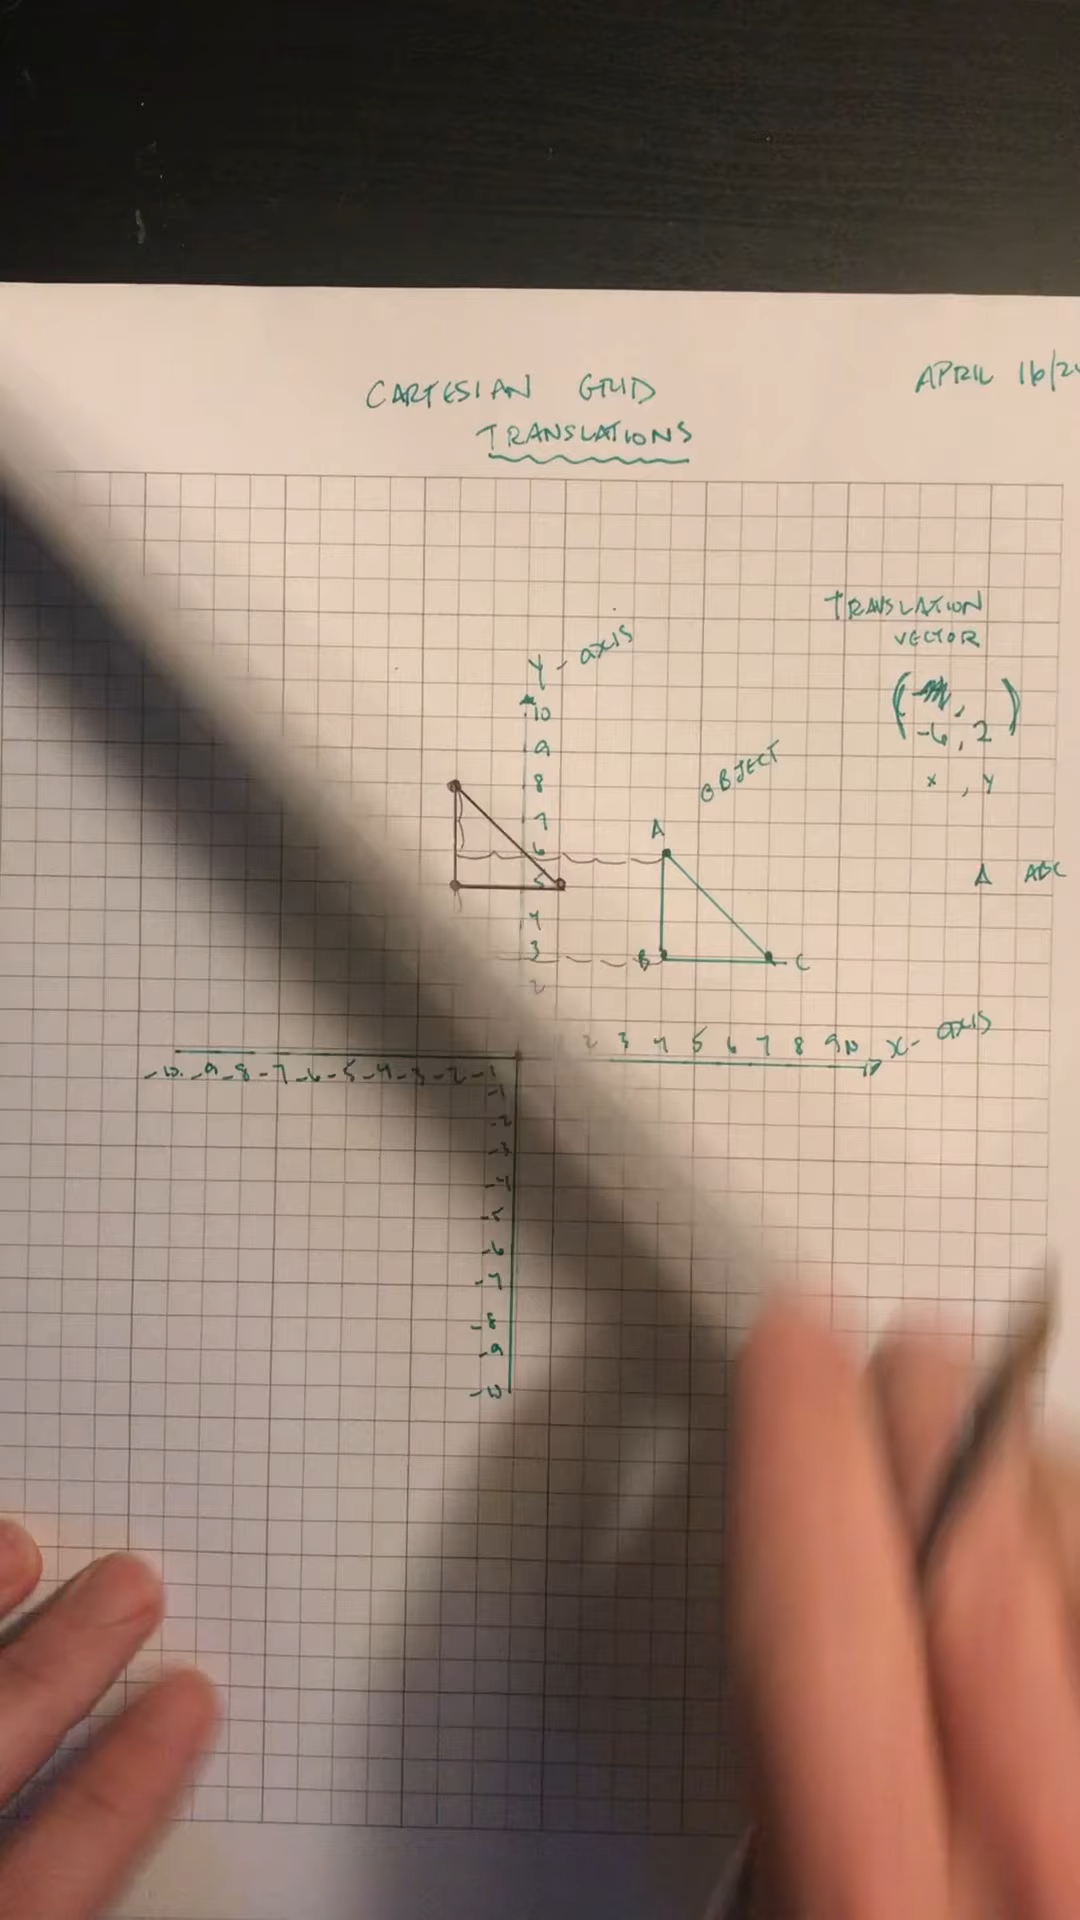 CARTESIAN GRID
APRIL 16/2
TRANSLATIONS
TRANSLATION
VECTOR
Y - axis
10
9
8
7
6
5
4
3
2
( -6, 2 )
x , y
OBJECT
A
B
C
Δ ABC
2 3 4 5 6 7 8 9 10 x- axis
-10 -9 -8 -7 -6 -5 -4 -3 -2 -1
-1
-2
-3
-4
-5
-6
-7
-8
-9
-10